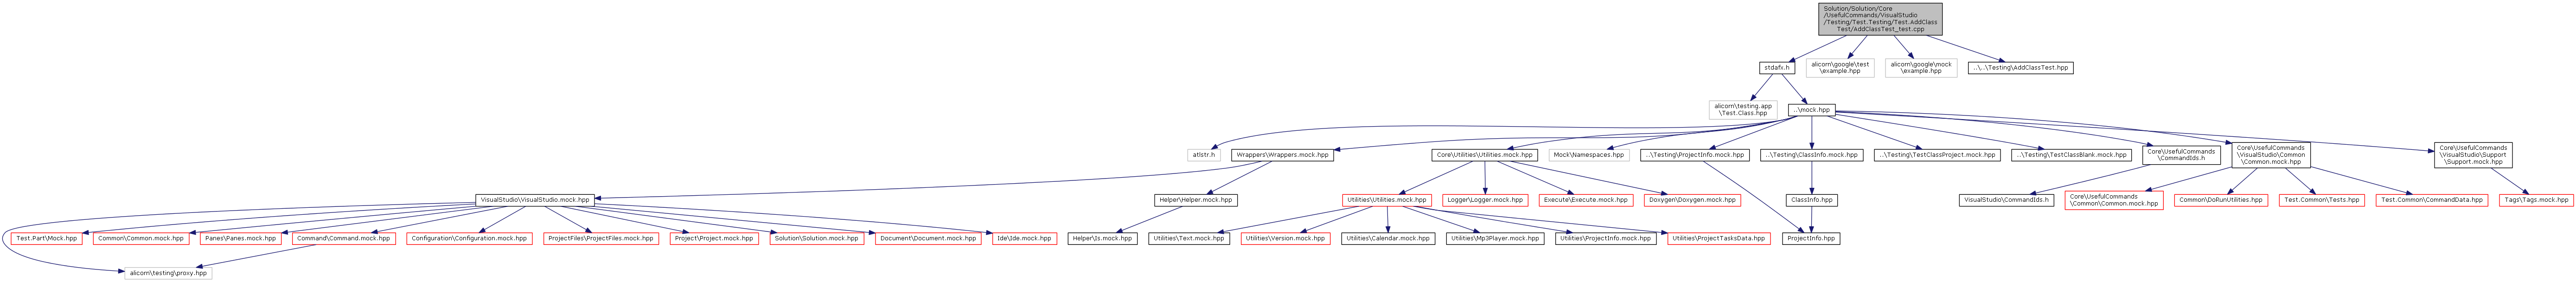 Solution/Solution/Core
/UsefulCommands/VisualStudio
/Testing/Test.Testing/Test.AddClass
Test/AddClassTest_test.cpp
stdafx.h
alicorn\google\test
\example.hpp
alicorn\google\mock
\example.hpp
..\..\Testing\AddClassTest.hpp
alicorn\testing.app
\Test.Class.hpp
..\mock.hpp
atlstr.h
Wrappers\Wrappers.mock.hpp
Core\Utilities\Utilities.mock.hpp
Mock\Namespaces.hpp
..\Testing\ProjectInfo.mock.hpp
..\Testing\ClassInfo.mock.hpp
..\Testing\TestClassProject.mock.hpp
..\Testing\TestClassBlank.mock.hpp
Core\UsefulCommands
\CommandIds.h
Core\UsefulCommands
\VisualStudio\Common
\Common.mock.hpp
Core\UsefulCommands
\VisualStudio\Support
\Support.mock.hpp
VisualStudio\VisualStudio.mock.hpp
Helper\Helper.mock.hpp
Utilities\Utilities.mock.hpp
Logger\Logger.mock.hpp
Execute\Execute.mock.hpp
Doxygen\Doxygen.mock.hpp
ClassInfo.hpp
VisualStudio\CommandIds.h
Core\UsefulCommands
\Common\Common.mock.hpp
Common\DoRunUtilities.hpp
Test.Common\Tests.hpp
Test.Common\CommandData.hpp
Tags\Tags.mock.hpp
Test.Part\Mock.hpp
Common\Common.mock.hpp
Panes\Panes.mock.hpp
Command\Command.mock.hpp
Configuration\Configuration.mock.hpp
ProjectFiles\ProjectFiles.mock.hpp
Project\Project.mock.hpp
Solution\Solution.mock.hpp
Document\Document.mock.hpp
Ide\Ide.mock.hpp
Helper\Is.mock.hpp
Utilities\Text.mock.hpp
Utilities\Version.mock.hpp
Utilities\Calendar.mock.hpp
Utilities\Mp3Player.mock.hpp
Utilities\ProjectInfo.mock.hpp
Utilities\ProjectTasksData.hpp
ProjectInfo.hpp
alicorn\testing\proxy.hpp